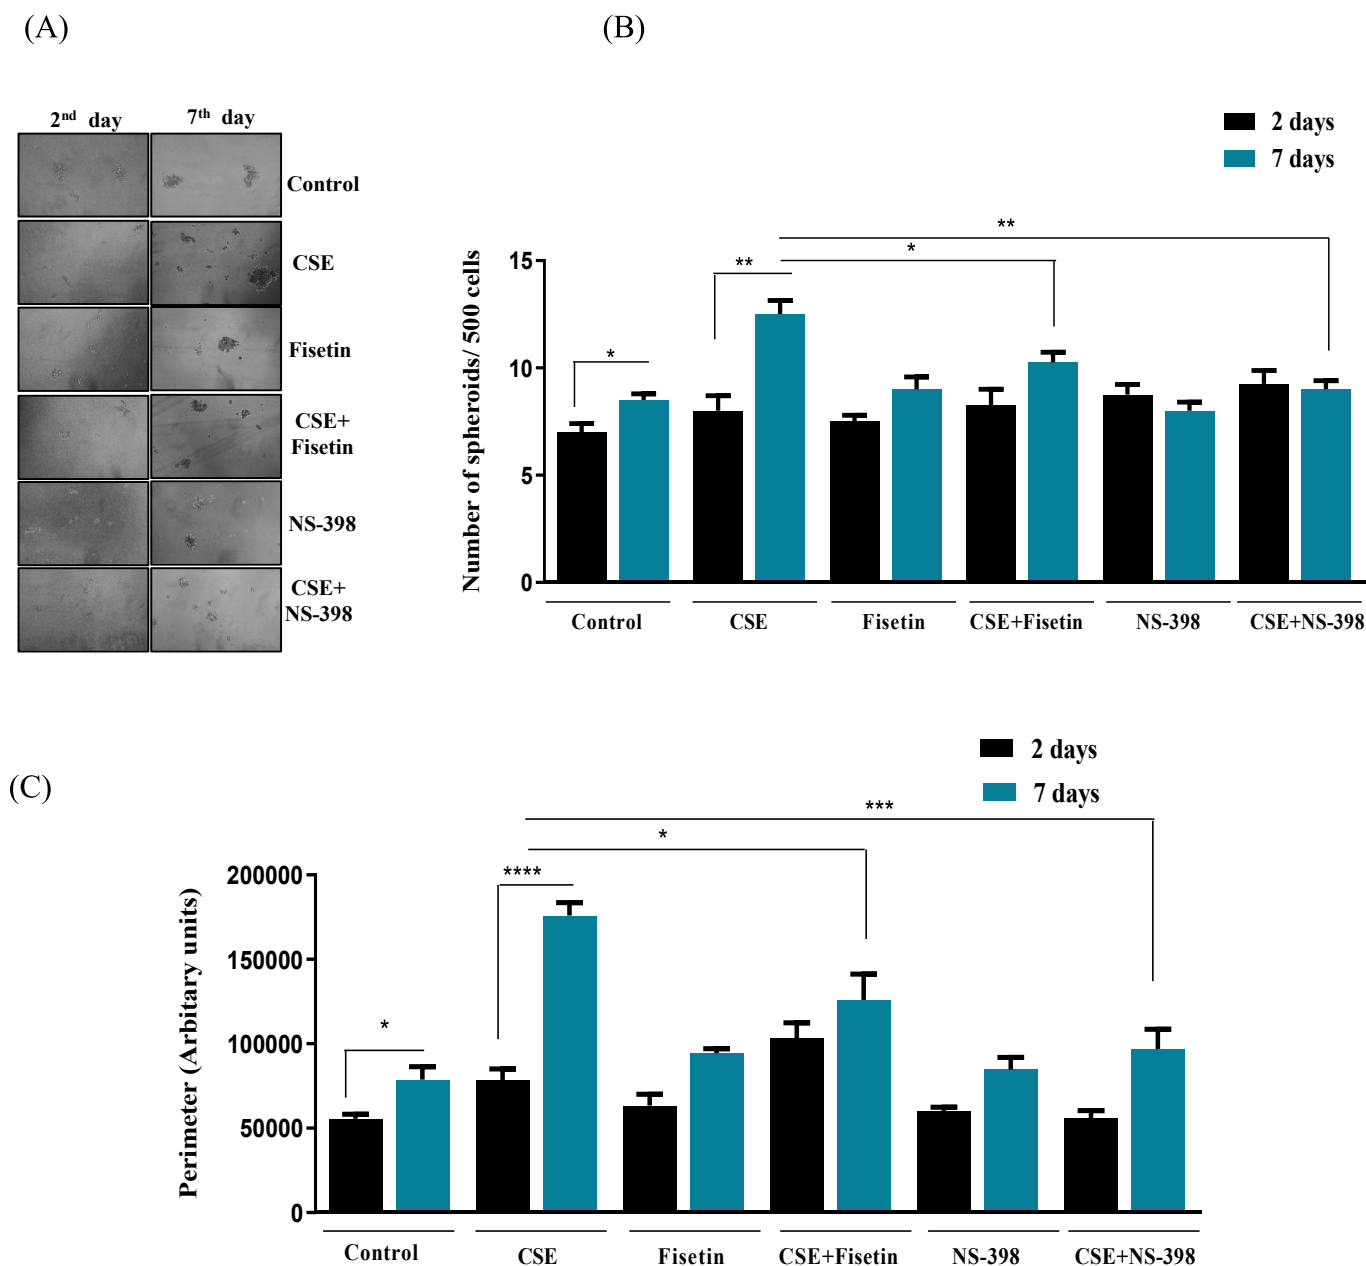 (A)
2nd day 7th day
Control
CSE
Fisetin
CSE+
Fisetin
NS-398
CSE+
NS-398
(B)
2 days
7 days
**
*
**
*
Number of spheroids/ 500 cells
15
10
5
0
Control CSE Fisetin CSE+Fisetin NS-398 CSE+NS-398
(C)
2 days
7 days
***
*
****
*
Perimeter (Arbitary units)
200000
150000
100000
50000
0
Control CSE Fisetin CSE+Fisetin NS-398 CSE+NS-398